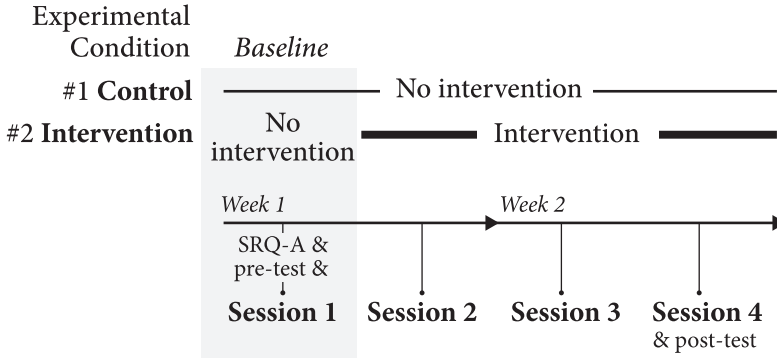 Experimental
Condition
Baseline
#1 Control
No intervention
#2 Intervention
No
intervention
Intervention
Week 1
Week 2
SRQ-A &
pre-test &
Session 1
Session 2
Session 3
Session 4
& post-test